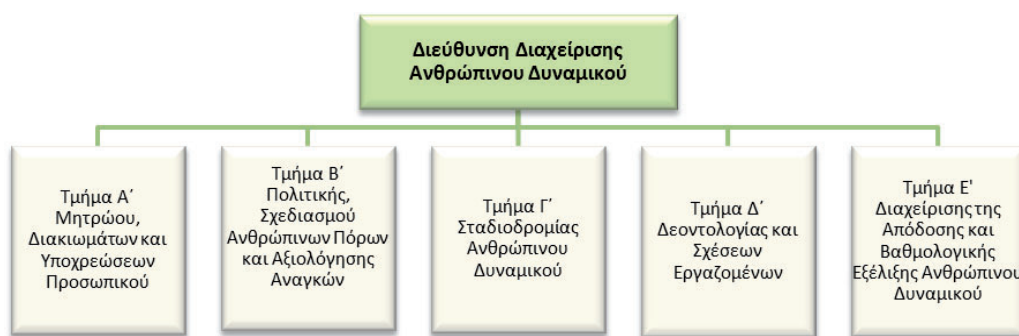 Διεύθυνση Διαχείρισης
Ανθρώπινου Δυναμικού
Τμήμα Α΄
Μητρώου,
Διακιωμάτων και
Υποχρεώσεων
Προσωπικού
Τμήμα Β΄
Πολιτικής,
Σχεδιασμού
Ανθρώπινων Πόρων
και Αξιολόγησης
Αναγκών
Τμήμα Γ΄
Σταδιοδρομίας
Ανθρώπινου
Δυναμικού
Τμήμα Δ΄
Δεοντολογίας και
Σχέσεων
Εργαζομένων
Τμήμα Ε'
Διαχείρισης της
Απόδοσης και
Βαθμολογικής
Εξέλιξης Ανθρώπινου
Δυναμικού